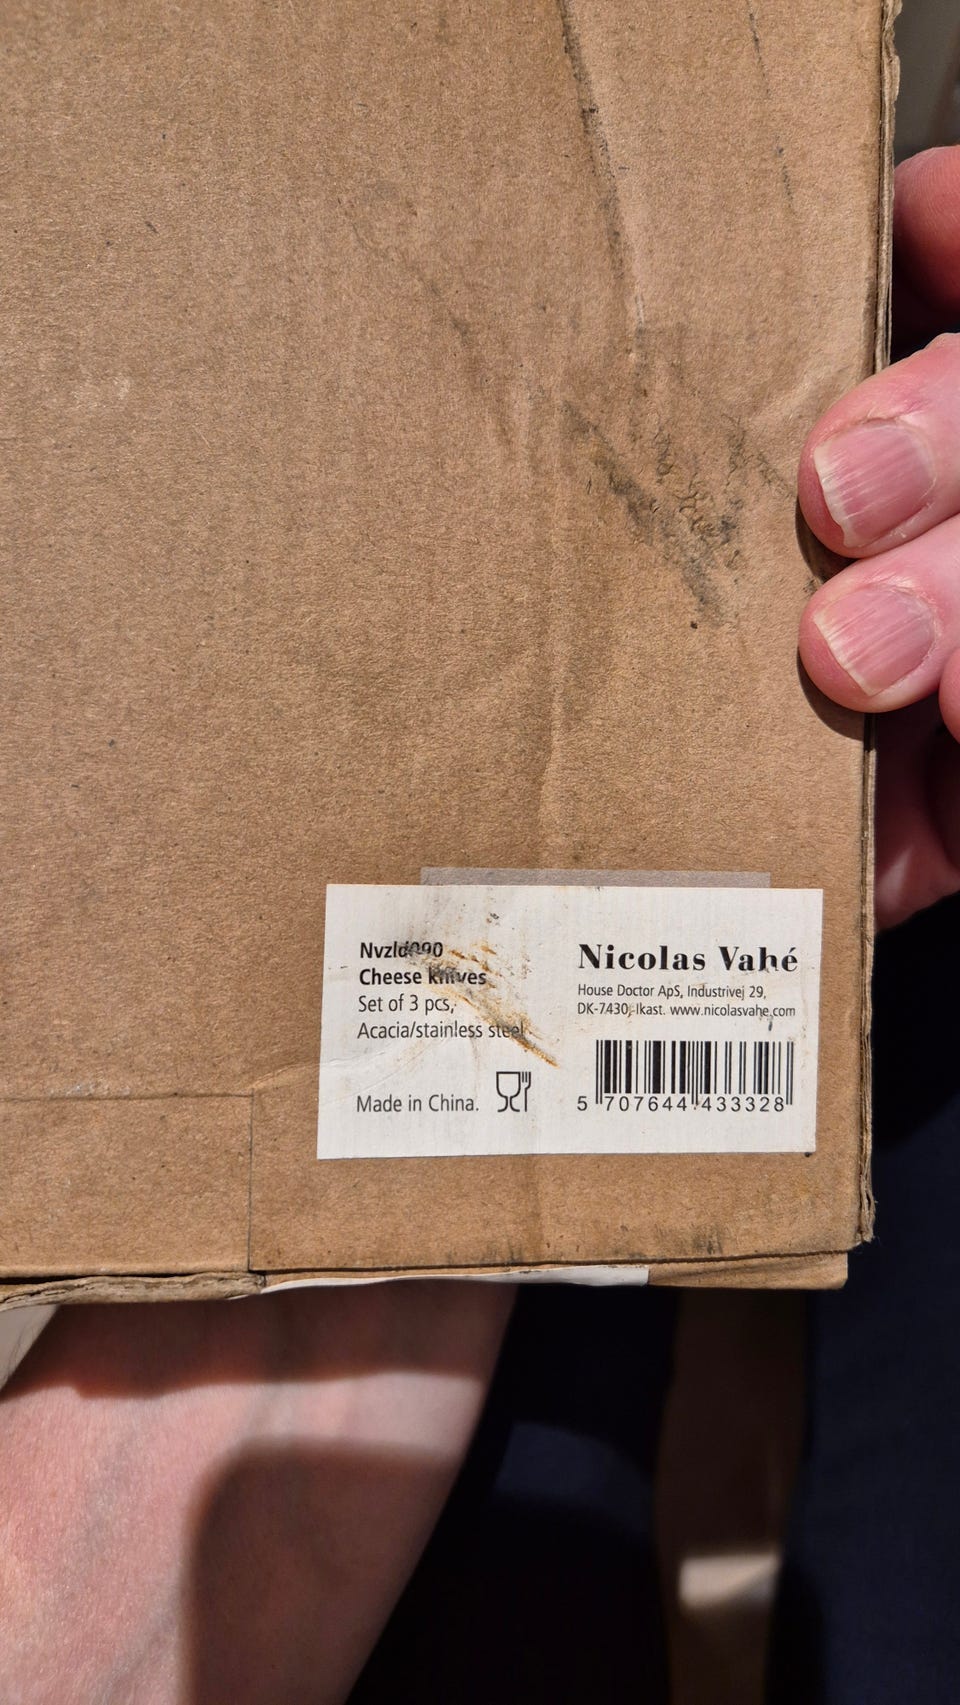 Nvzld090
Cheese knives
Set of 3 pcs,
Acacia/stainless steel
Made in China.
Nicolas Vahé
House Doctor ApS, Industrivej 29,
DK-7430, Ikast. www.nicolasvahe.com
5 707644 433328